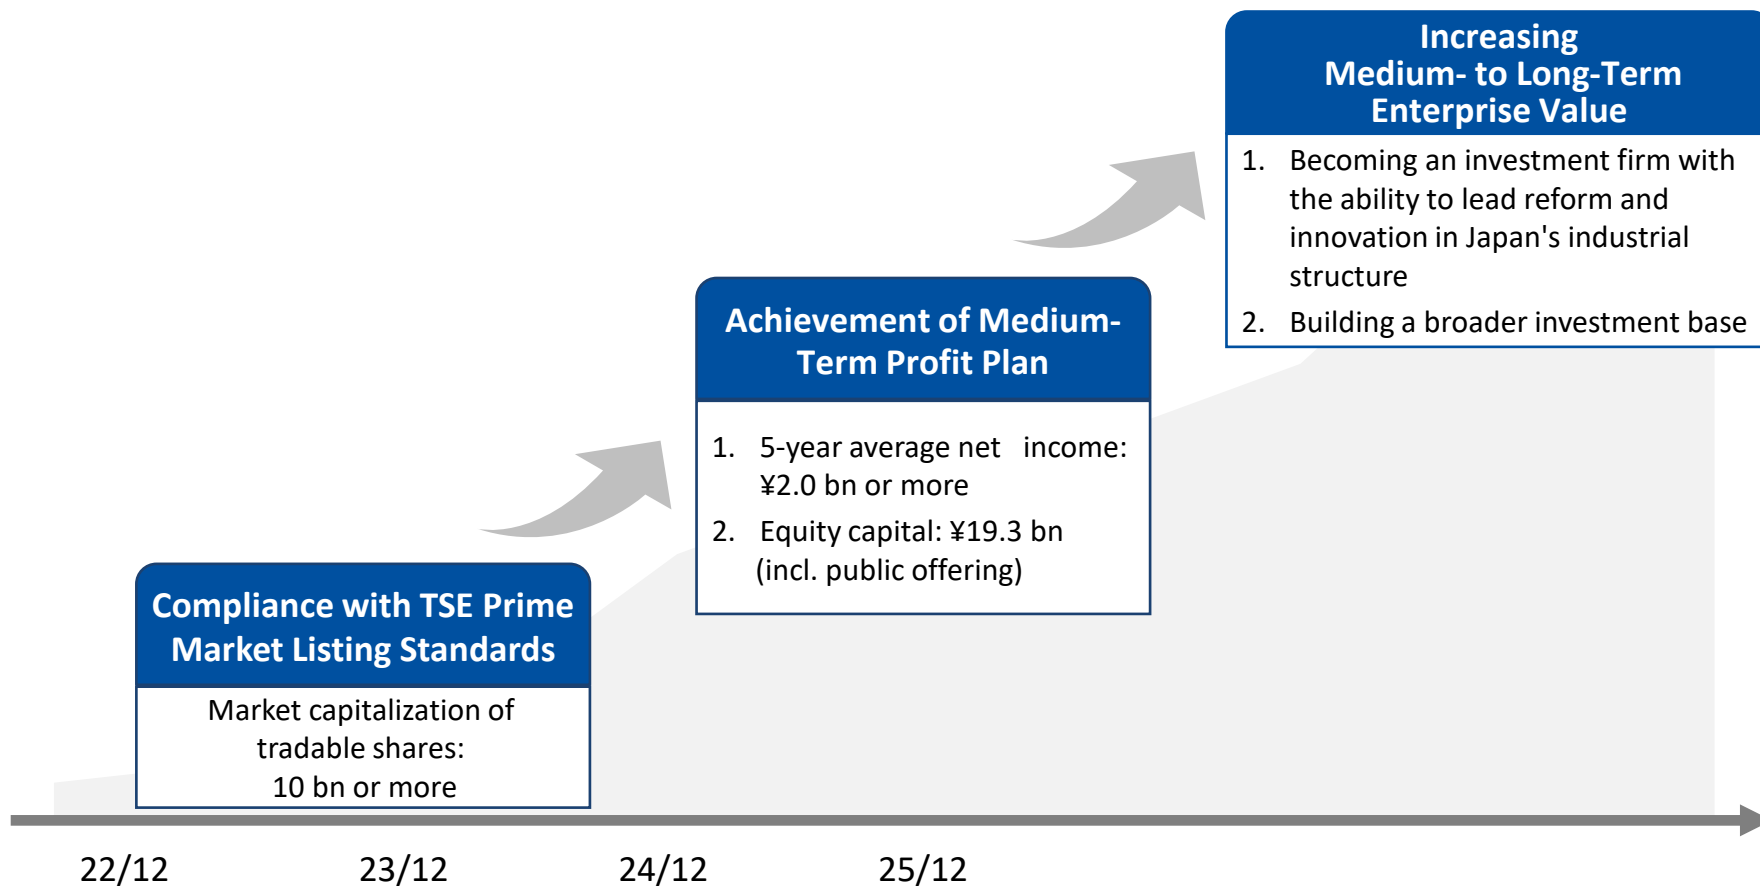 Increasing
Medium- to Long-Term
Enterprise Value
1. Becoming an investment firm with
the ability to lead reform and
innovation in Japan's industrial
structure
2. Building a broader investment base
Achievement of Medium-
Term Profit Plan
1. 5-year average net income:
¥2.0 bn or more
2. Equity capital: ¥19.3 bn
(incl. public offering)
Compliance with TSE Prime
Market Listing Standards
Market capitalization of
tradable shares:
10 bn or more
22/12 23/12 24/12 25/12